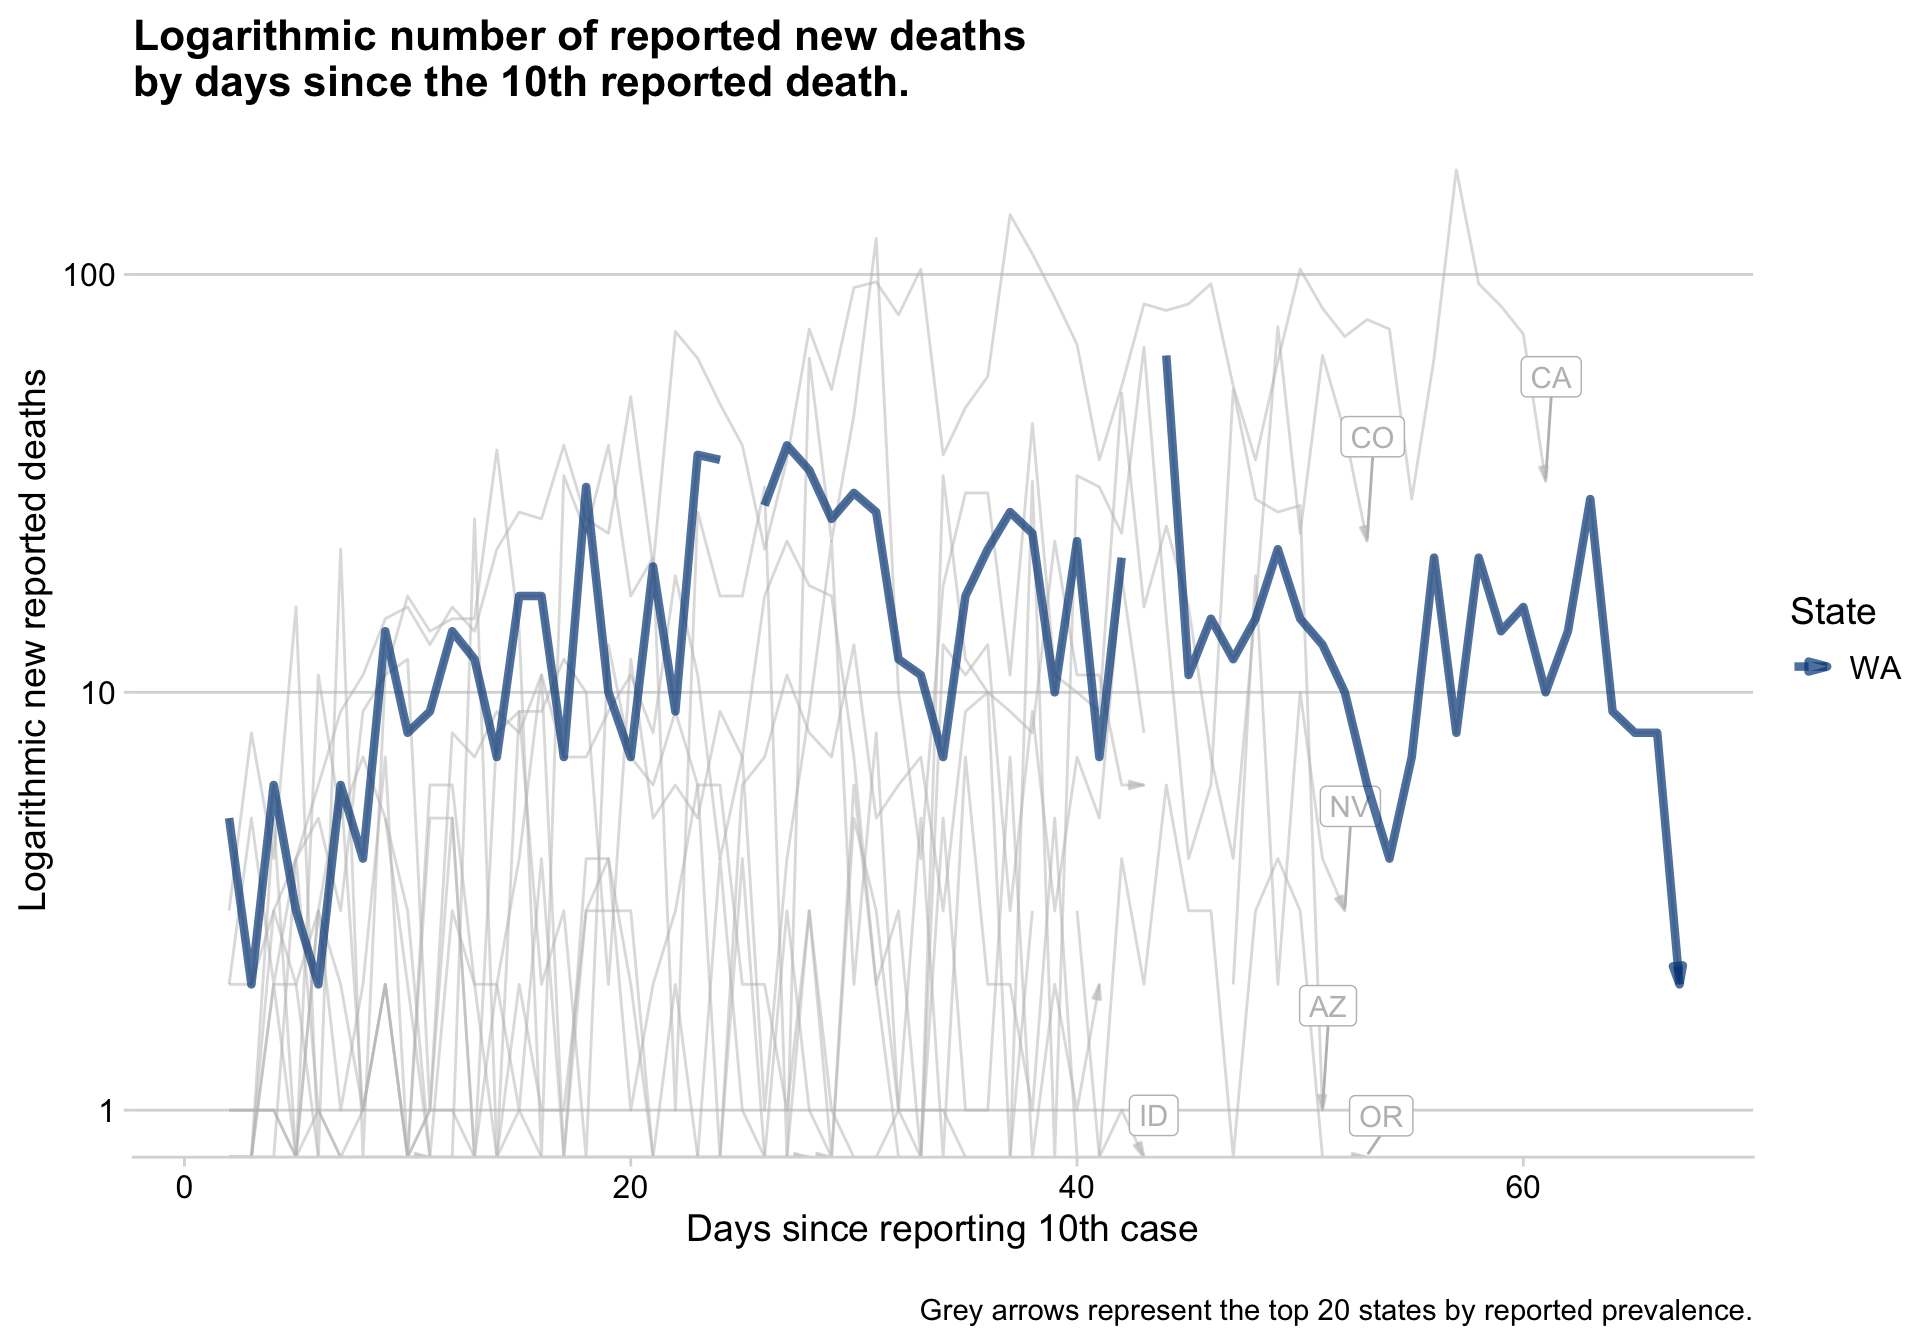 Logarithmic number of reported new deaths
by days since the 10th reported death.
Logarithmic new reported deaths
100
10
1
CA
CO
NV
AZ
ID
OR
State
WA
0
20
40
60
Days since reporting 10th case
Grey arrows represent the top 20 states by reported prevalence.